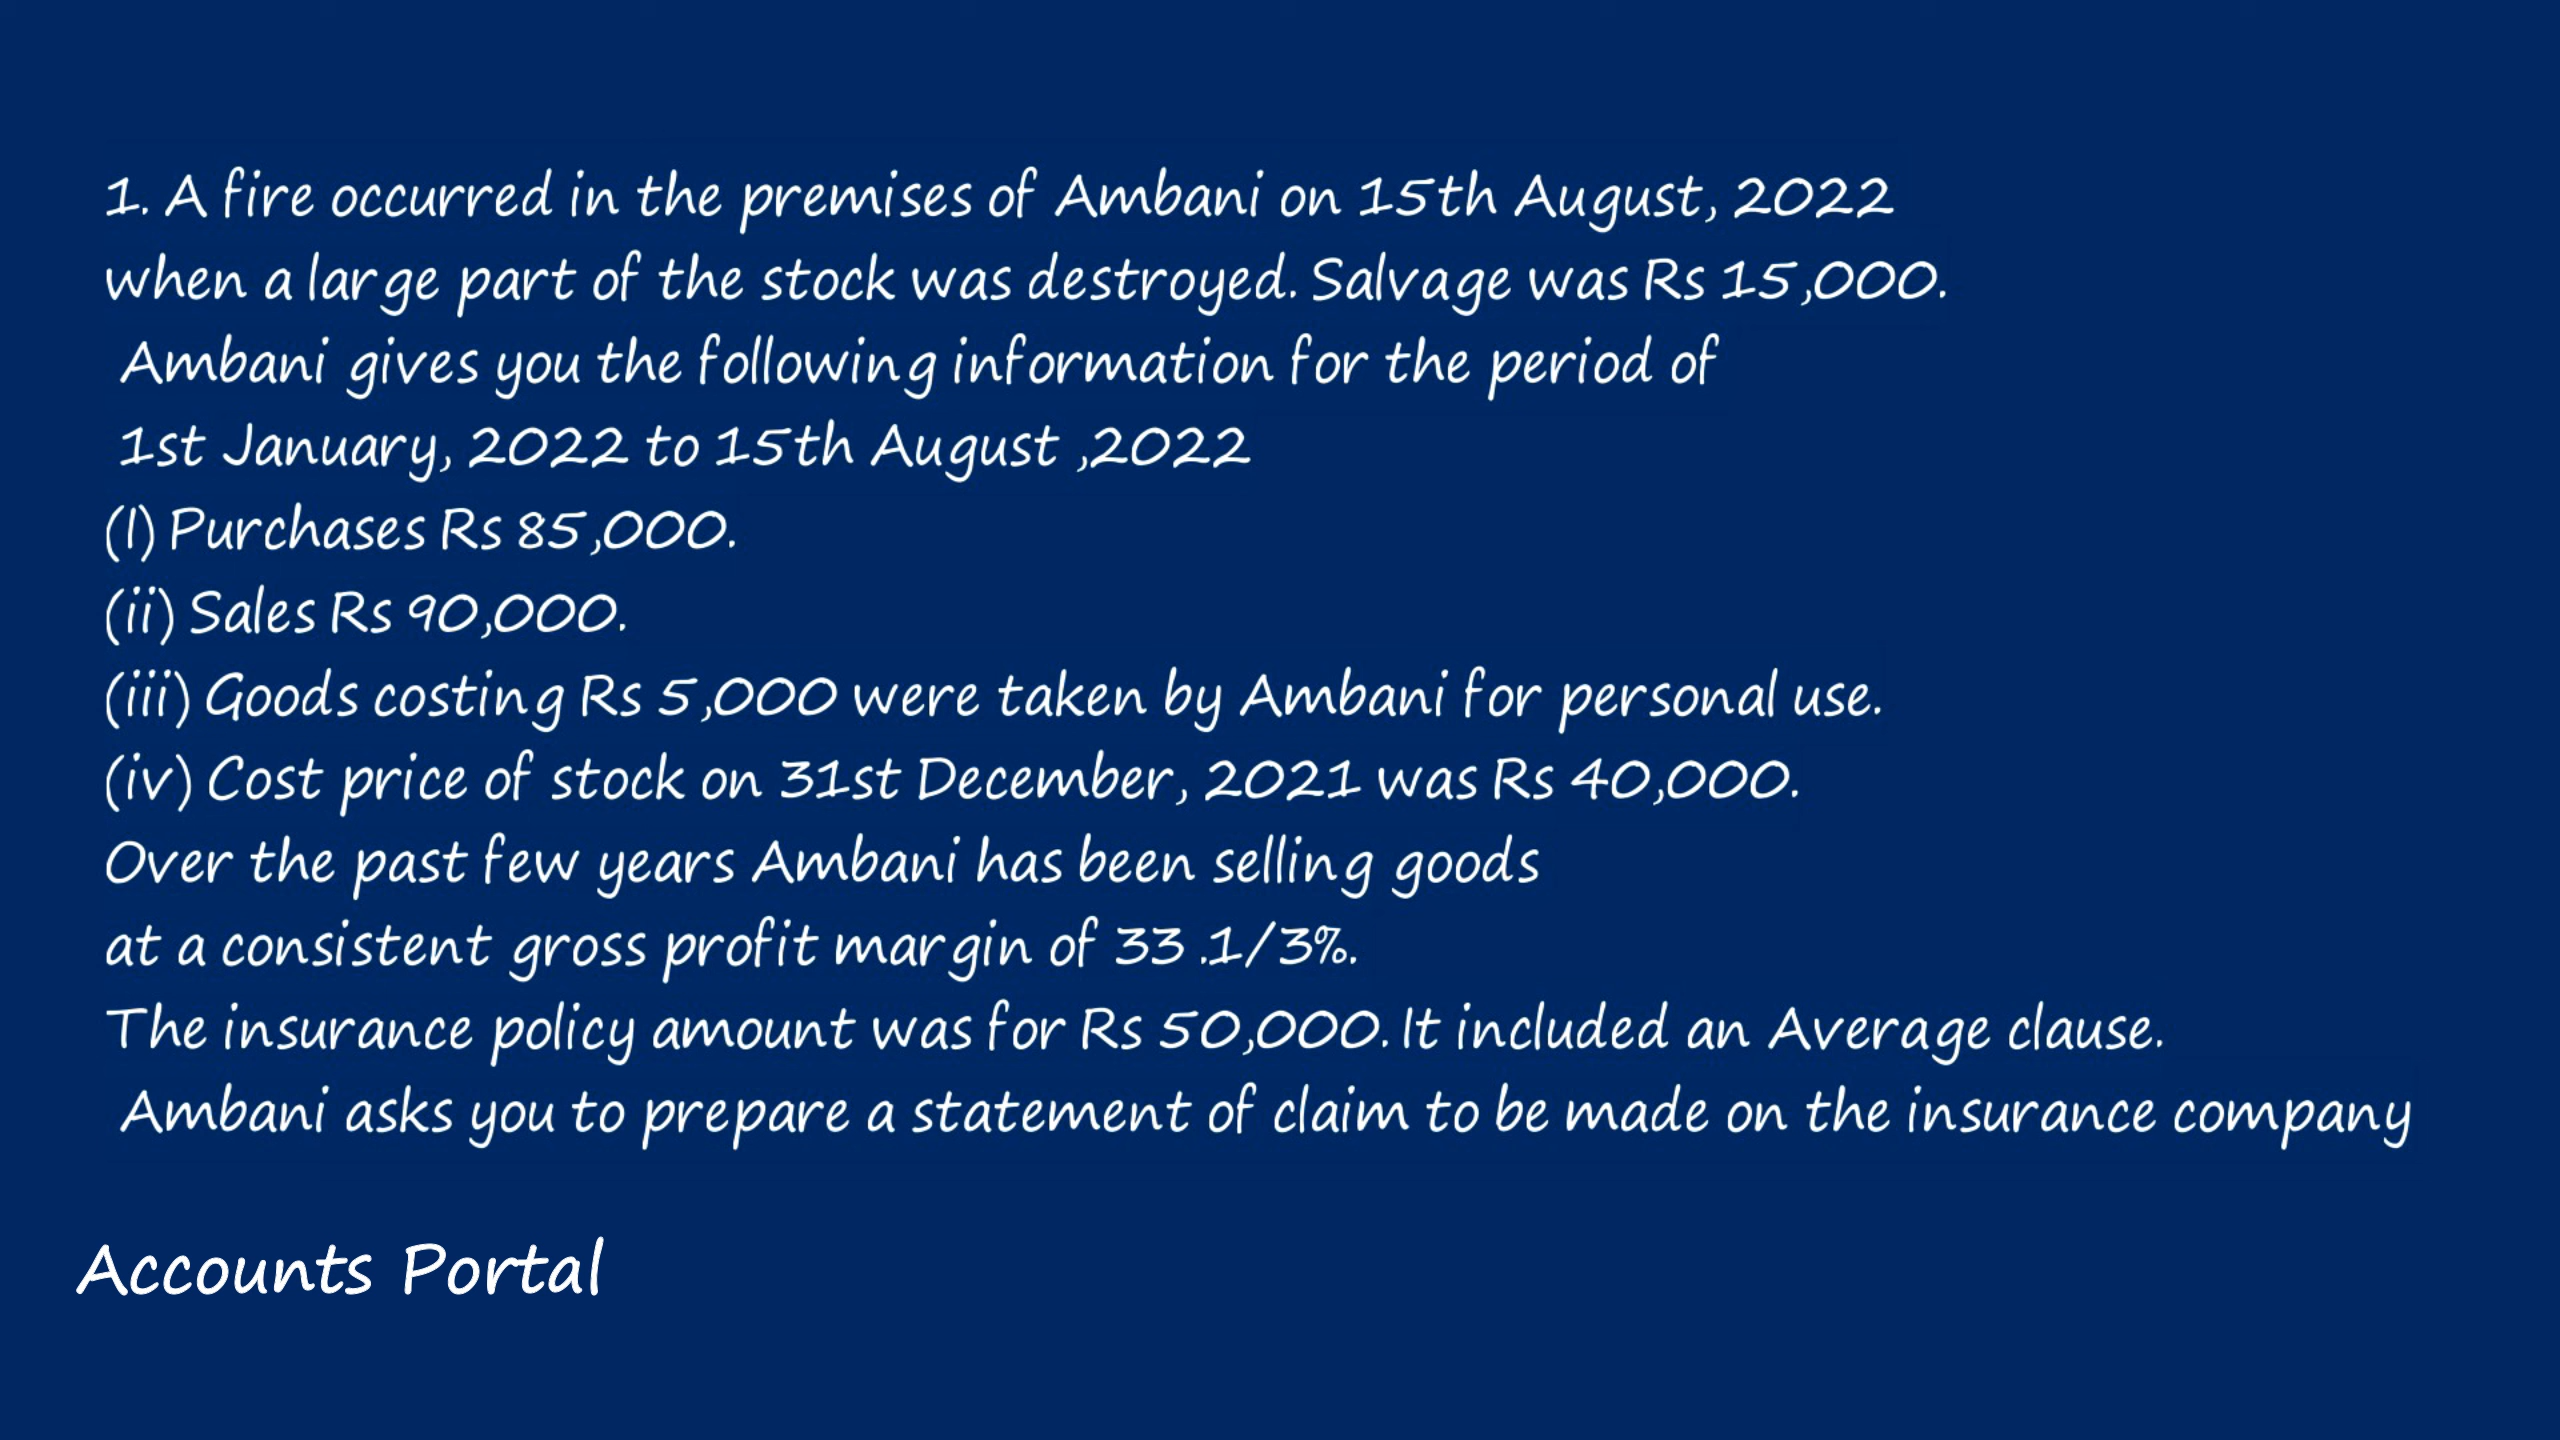 1. A fire occurred in the premises of Ambani on 15th August, 2022
when a large part of the stock was destroyed. Salvage was Rs 15,000.
Ambani gives you the following information for the period of
1st January, 2022 to 15th August ,2022
(I) Purchases Rs 85,000.
(ii) Sales Rs 90,000.
(iii) Goods costing Rs 5,000 were taken by Ambani for personal use.
(iv) Cost price of stock on 31st December, 2021 was Rs 40,000.
Over the past few years Ambani has been selling goods
at a consistent gross profit margin of 33 .1/3%.
The insurance policy amount was for Rs 50,000. It included an Average clause.
Ambani asks you to prepare a statement of claim to be made on the insurance company
Accounts Portal